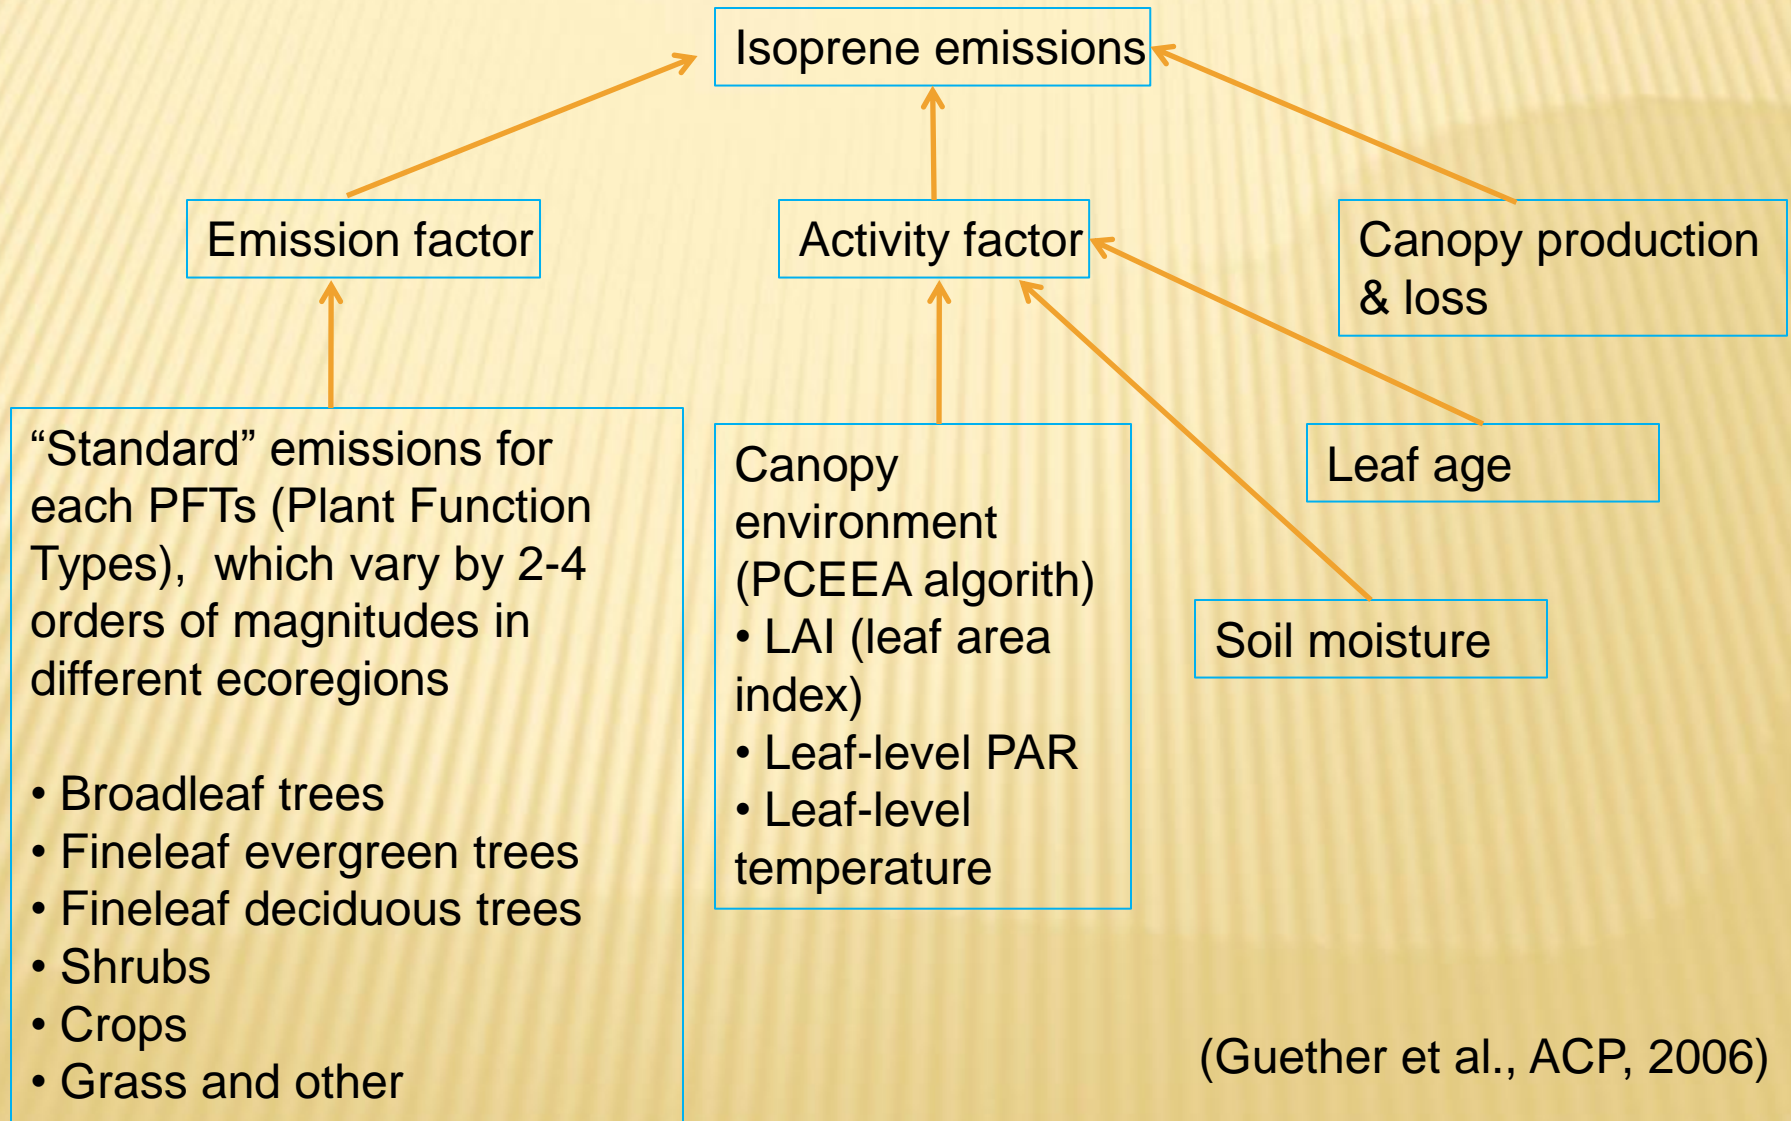 Isoprene emissions
Emission factor
Activity factor
Canopy production
& loss
“Standard” emissions for
each PFTs (Plant Function
Types),  which vary by 2-4
orders of magnitudes in
different ecoregions
• Broadleaf trees
• Fineleaf evergreen trees
• Fineleaf deciduous trees
• Shrubs
• Crops
• Grass and other
Canopy
environment
(PCEEA algorith)
• LAI (leaf area
index)
• Leaf-level PAR
• Leaf-level
temperature
Leaf age
Soil moisture
(Guether et al., ACP, 2006)